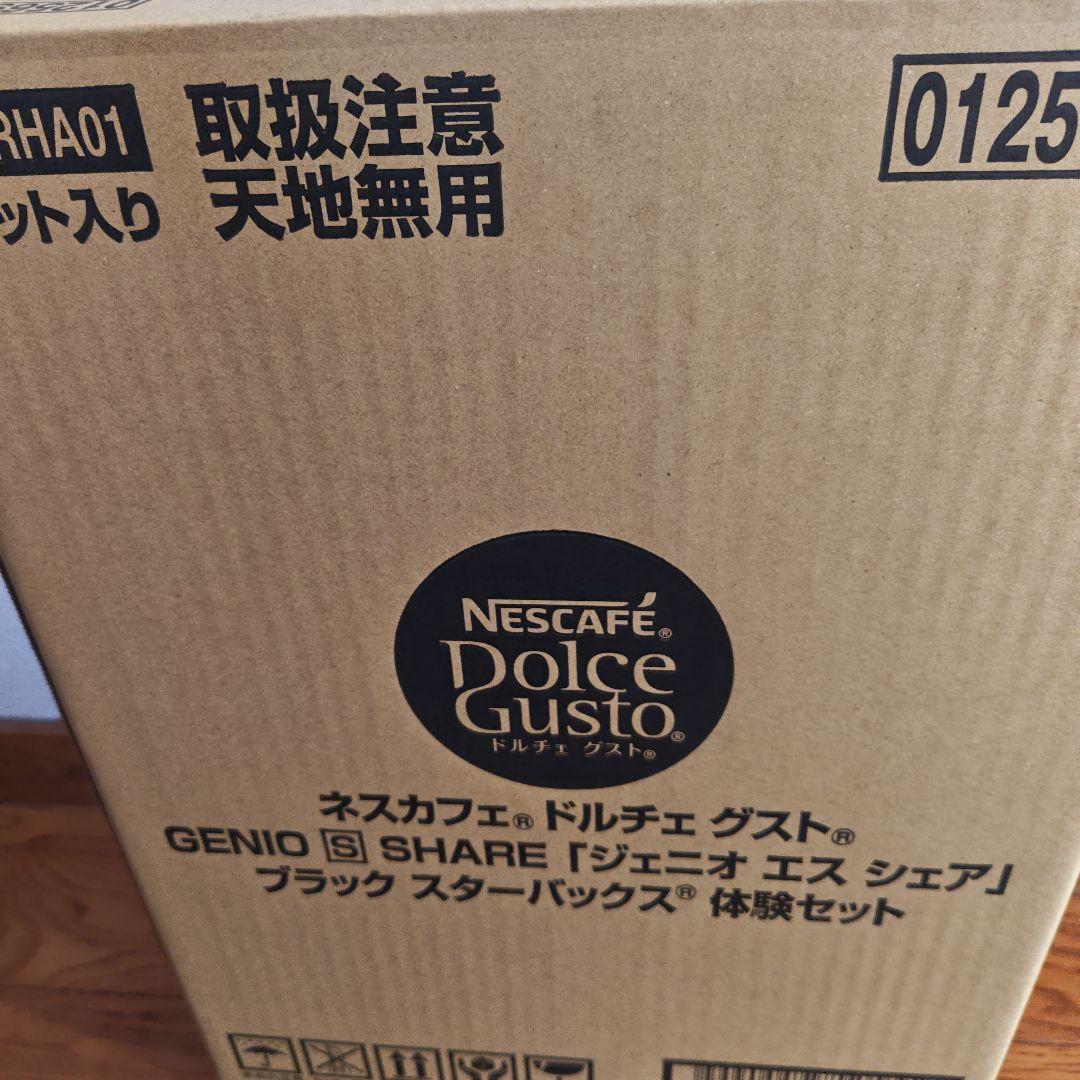 RHA01
取扱注意
0125
ット入り
天地無用
NESCAFÉ®
Dolce
Gusto®
ドルチェ グスト®
ネスカフェ® ドルチェ グスト®
GENIO S SHARE「ジェニオ エス シェア」
ブラック スターバックス® 体験セット